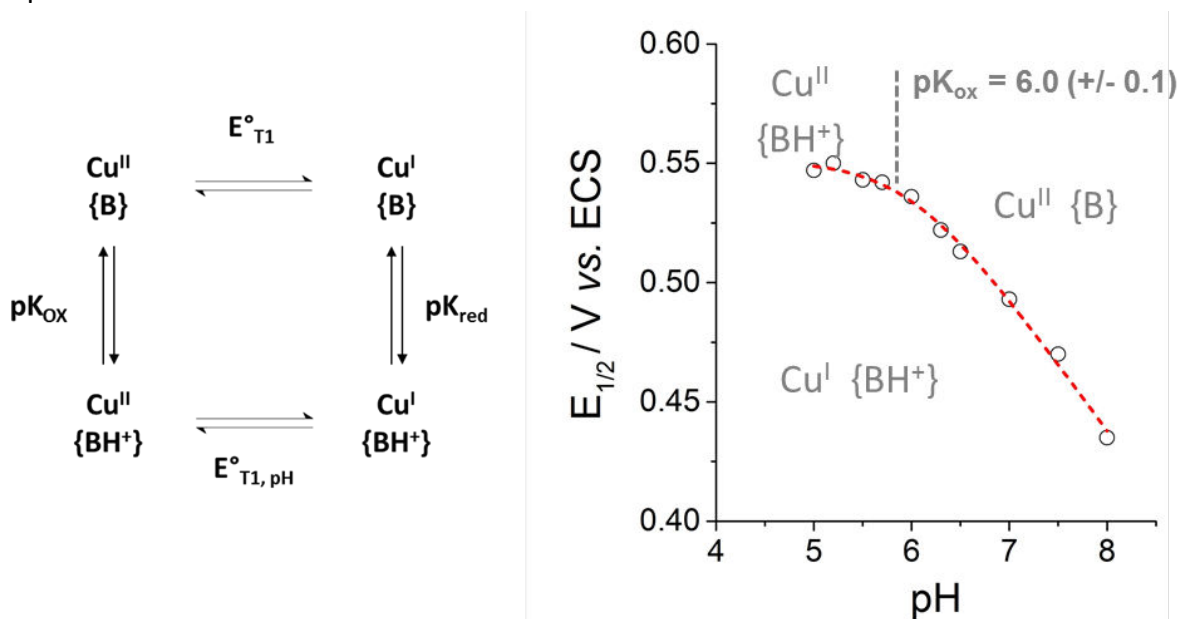 E°T1
CuII
{B}
CuI
{B}
pKOX
pKred
CuII
{BH+}
CuI
{BH+}
E°T1, pH
E1/2 / V vs. ECS
0.60
0.55
0.50
0.45
0.40
CuII
{BH+}
pKox = 6.0 (+/- 0.1)
CuII {B}
CuI {BH+}
4
5
6
7
8
pH